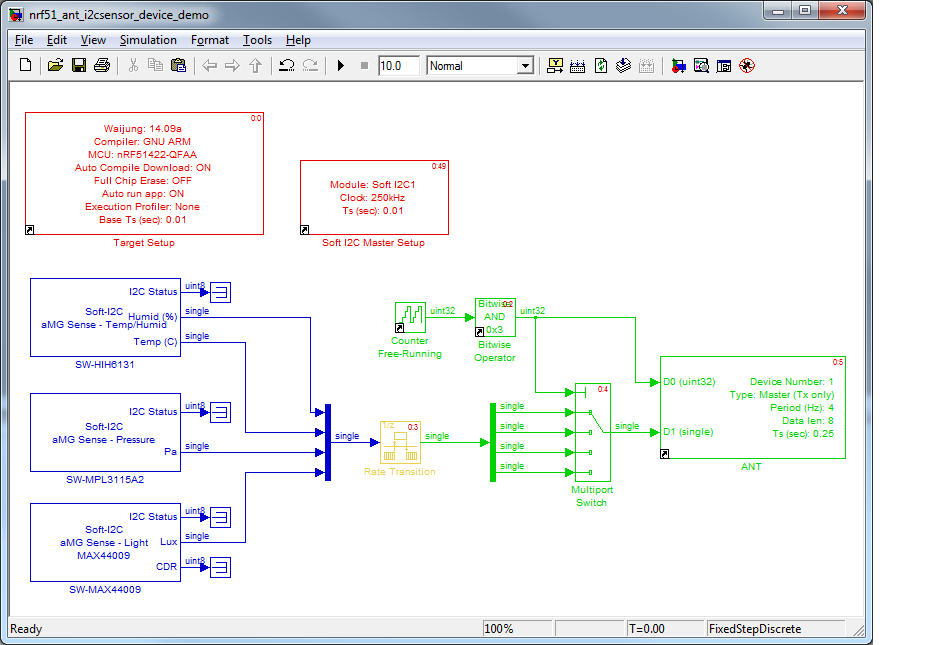 nrf51_ant_i2csensor_device_demo
File Edit View Simulation Format Tools Help
10.0
Normal
0:0
Waijung: 14.09a
Compiler: GNU ARM
MCU: nRF51422-QFAA
Auto Compile Download: ON
Full Chip Erase: OFF
Auto run app: ON
Execution Profiler: None
Base Ts (sec): 0.01
Target Setup
0:49
Module: Soft I2C1
Clock: 250kHz
Ts (sec): 0.01
Soft I2C Master Setup
I2C Status
uint8
Soft-I2C
aMG Sense - Temp/Humid
Humid (%)
single
Temp (C)
single
SW-HIH6131
I2C Status
uint8
Soft-I2C
aMG Sense - Pressure
Pa
single
SW-MPL3115A2
I2C Status
uint8
Soft-I2C
aMG Sense - Light
MAX44009
Lux
single
CDR
uint8
SW-MAX44009
single
1/z
0:3
Rate Transition
single
Counter
Free-Running
uint32
0:2
Bitwise
AND
0x3
Bitwise
Operator
uint32
single
single
single
single
0:4
Multiport
Switch
single
0:5
D0 (uint32)
D1 (single)
Device Number: 1
Type: Master (Tx only)
Period (Hz): 4
Data len: 8
Ts (sec): 0.25
ANT
Ready
100%
T=0.00
FixedStepDiscrete